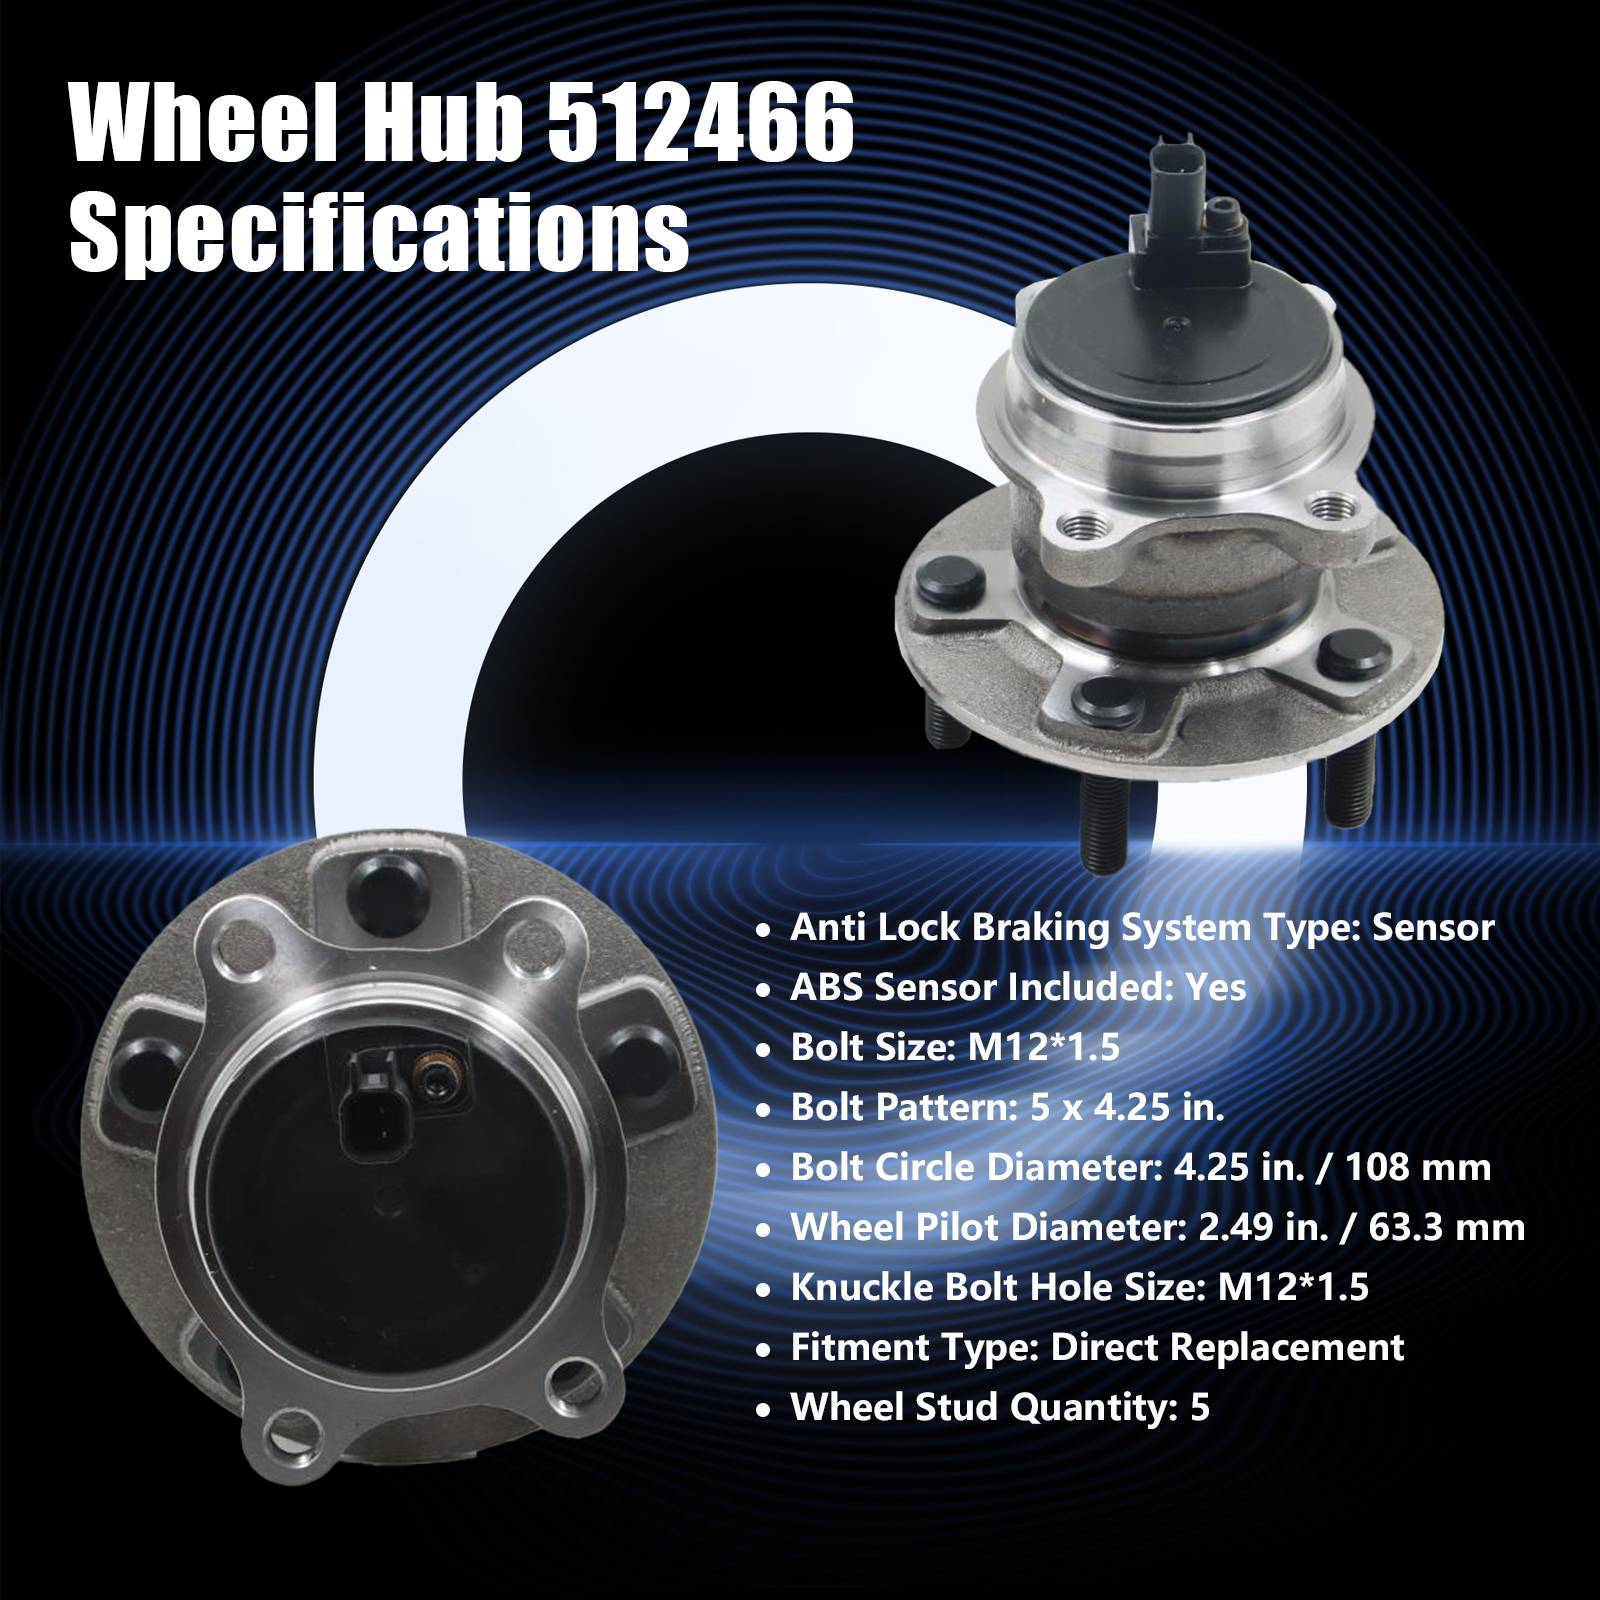 Wheel Hub 512466
Specifications
• Anti Lock Braking System Type: Sensor
• ABS Sensor Included: Yes
• Bolt Size: M12*1.5
• Bolt Pattern: 5 x 4.25 in.
• Bolt Circle Diameter: 4.25 in. / 108 mm
• Wheel Pilot Diameter: 2.49 in. / 63.3 mm
• Knuckle Bolt Hole Size: M12*1.5
• Fitment Type: Direct Replacement
• Wheel Stud Quantity: 5